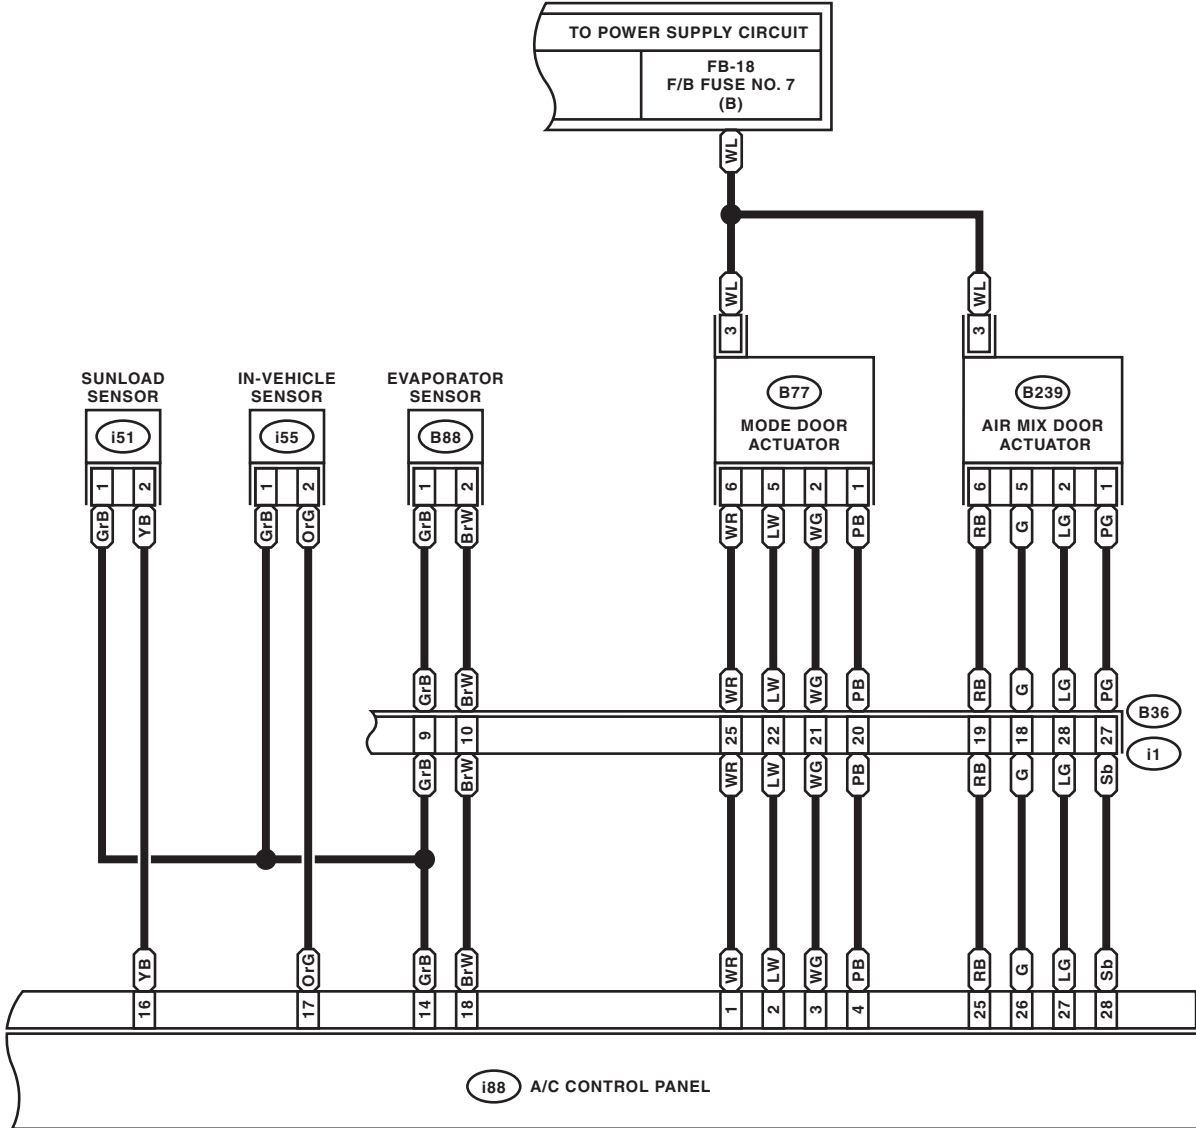 TO POWER SUPPLY CIRCUIT
FB-18
F/B FUSE NO. 7
(B)
WL
WL WL
3 3
SUNLOAD
SENSOR
IN-VEHICLE
SENSOR
EVAPORATOR
SENSOR
i51 i55 B88
B77
MODE DOOR
ACTUATOR
B239
AIR MIX DOOR
ACTUATOR
1 2 1 2 1 2 6 5 2 1 6 5 2 1
GrB YB GrB OrG GrB BrW WR LW WG PB RB G LG PG
GrB BrW WR LW WG PB RB G LG PG
B36
9 10 25 22 21 20 19 18 28 27
i1
GrB BrW WR LW WG PB RB G LG Sb
YB OrG GrB BrW WR LW WG PB RB G LG Sb
16 17 14 18 1 2 3 4 25 26 27 28
i88 A/C CONTROL PANEL